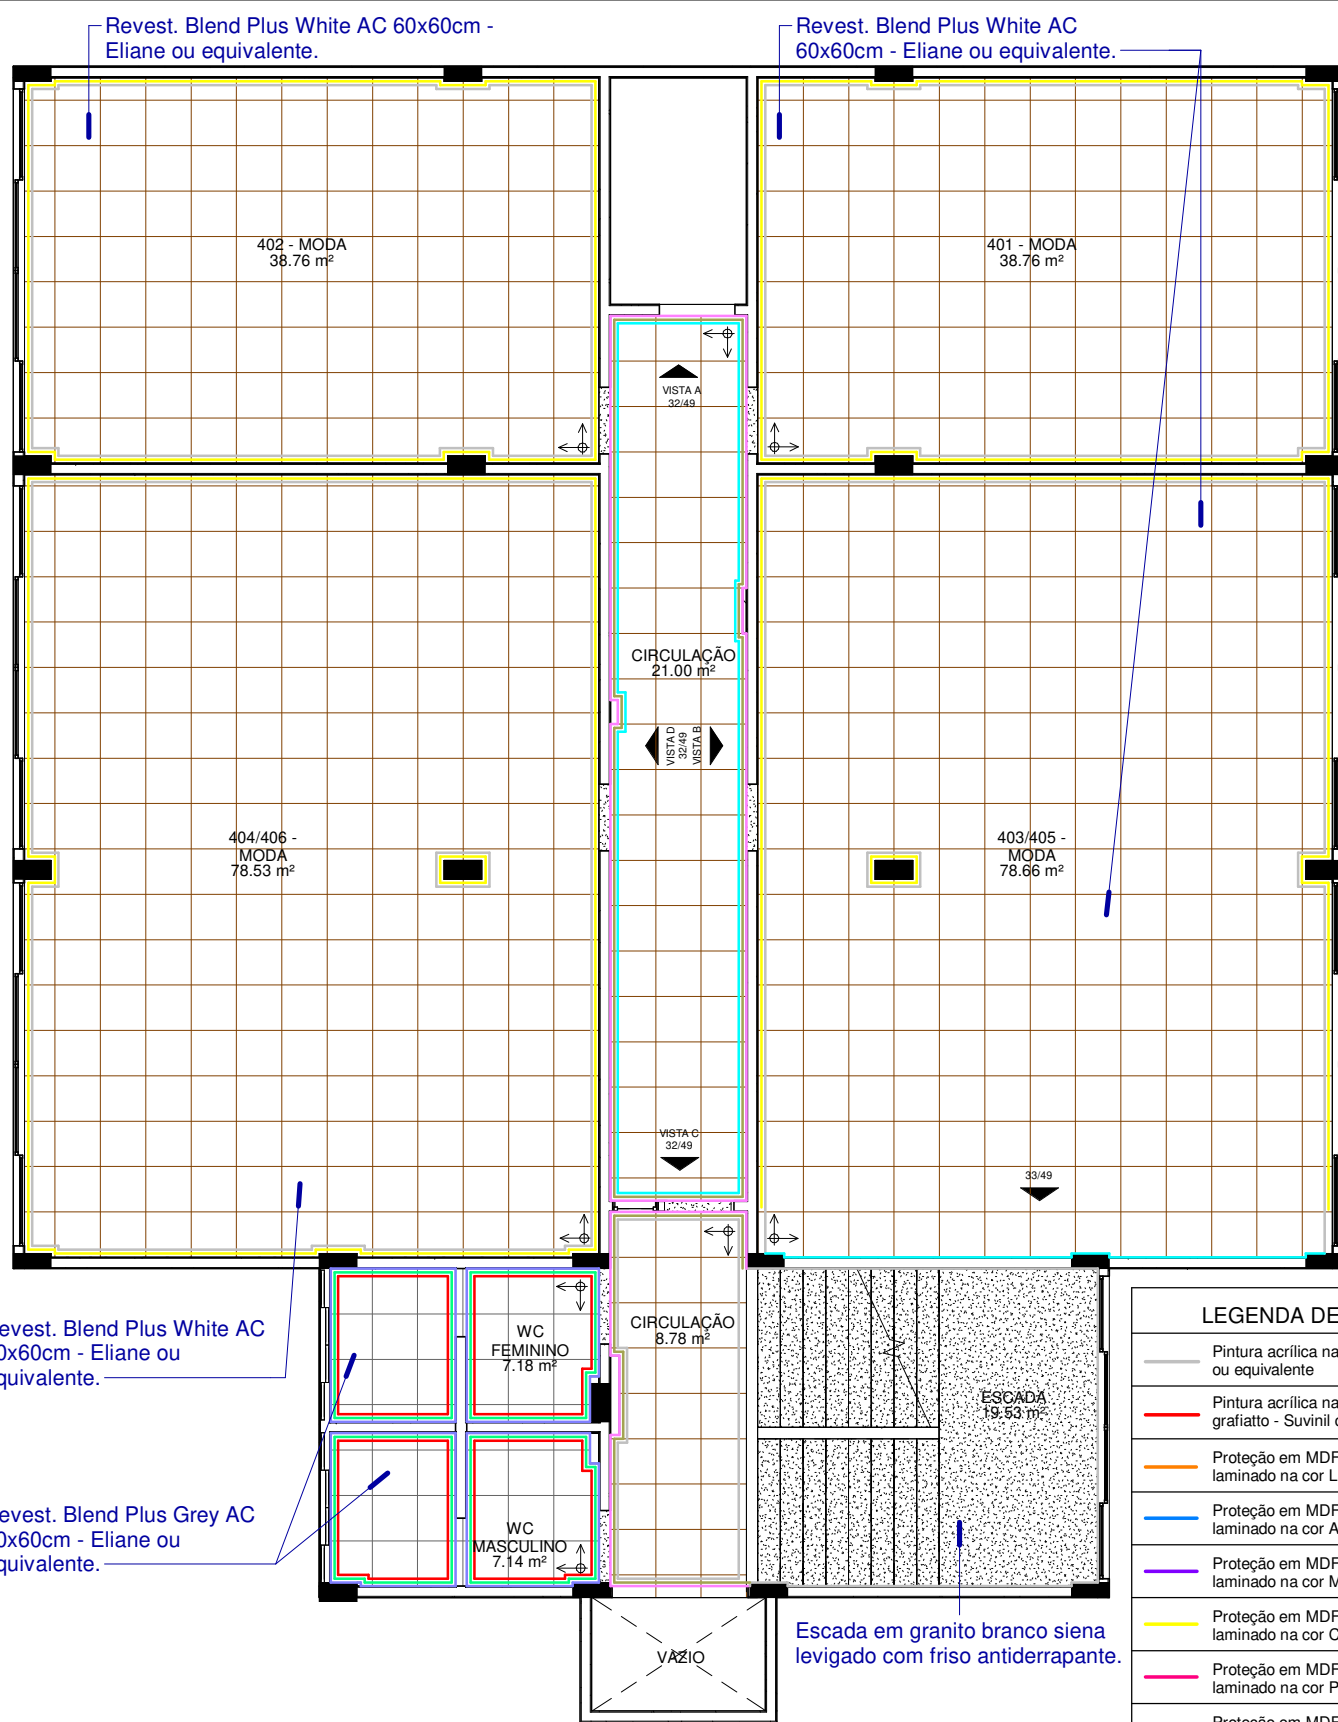 Revest. Blend Plus White AC 60x60cm -
Eliane ou equivalente.
Revest. Blend Plus White AC
60x60cm - Eliane ou equivalente.
402 - MODA
38.76 m²
401 - MODA
38.76 m²
VISTA A
32/49
CIRCULAÇÃO
21.00 m²
VISTA D
32/49
VISTA B
404/406 -
MODA
78.53 m²
403/405 -
MODA
78.66 m²
VISTA C
32/49
33/49
evest. Blend Plus White AC
0x60cm - Eliane ou
quivalente.
WC
FEMININO
7.18 m²
CIRCULAÇÃO
8.78 m²
ESCADA
19.53 m²
evest. Blend Plus Grey AC
0x60cm - Eliane ou
quivalente.
WC
MASCULINO
7.14 m²
VAZIO
Escada em granito branco siena
levigado com friso antiderrapante.
LEGENDA DE
Pintura acrílica na
ou equivalente
Pintura acrílica na
grafiatto - Suvinil o
Proteção em MDF
laminado na cor L
Proteção em MDF
laminado na cor A
Proteção em MDF
laminado na cor M
Proteção em MDF
laminado na cor C
Proteção em MDF
laminado na cor P
Proteção em MDF